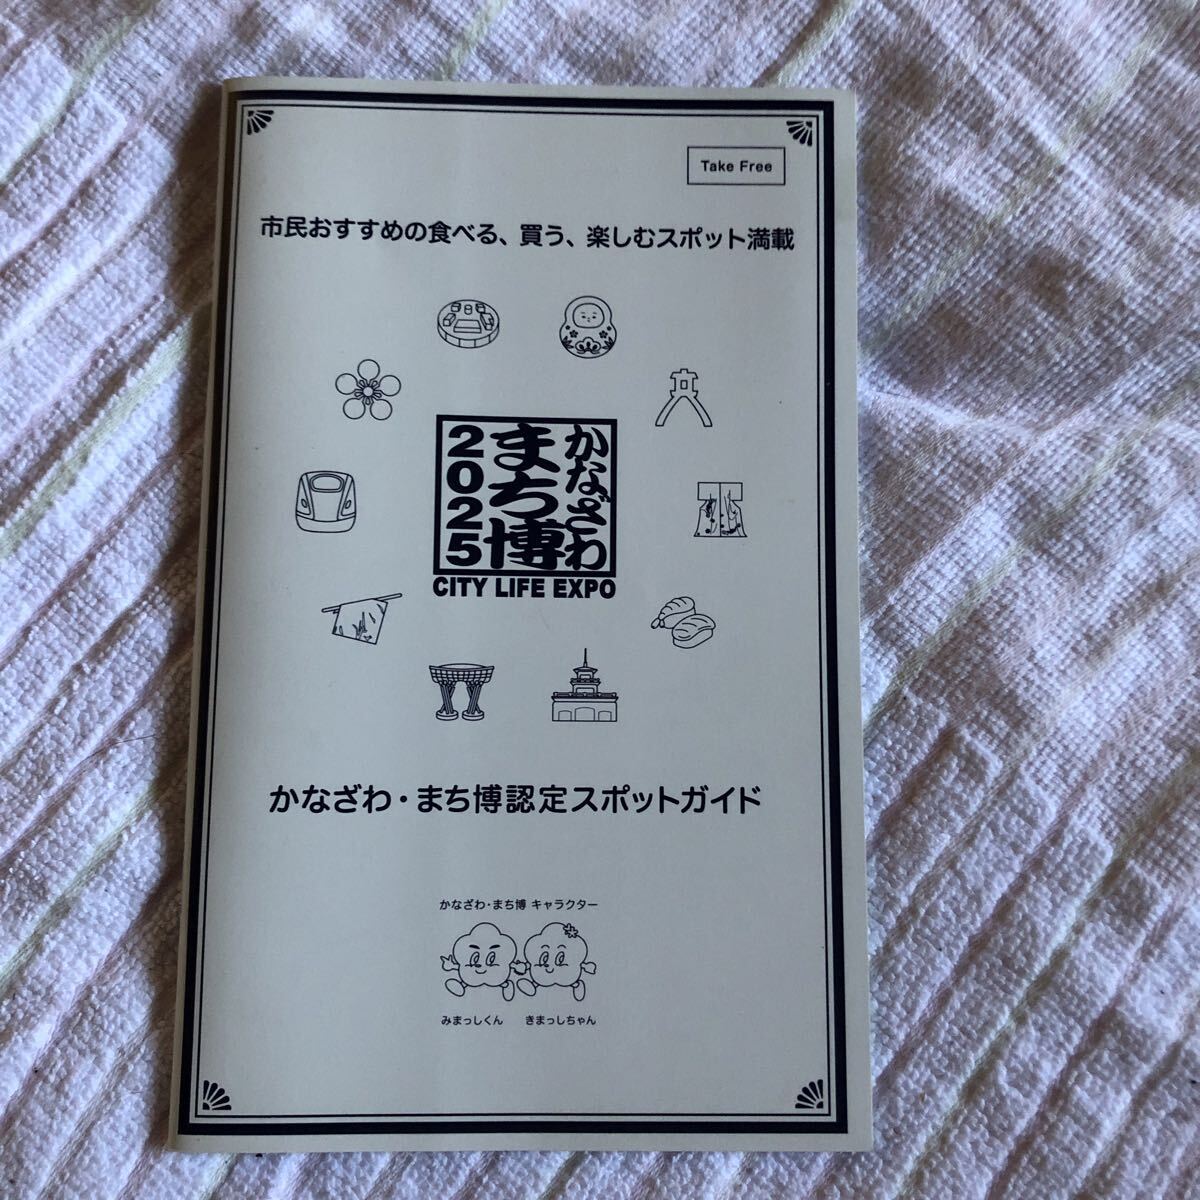 Take Free
市民おすすめの食べる、買う、楽しむスポット満載
かなざわ
まち博
2025
CITY LIFE EXPO
かなざわ・まち博認定スポットガイド
かなざわ・まち博 キャラクター
みまっしくん きまっしちゃん